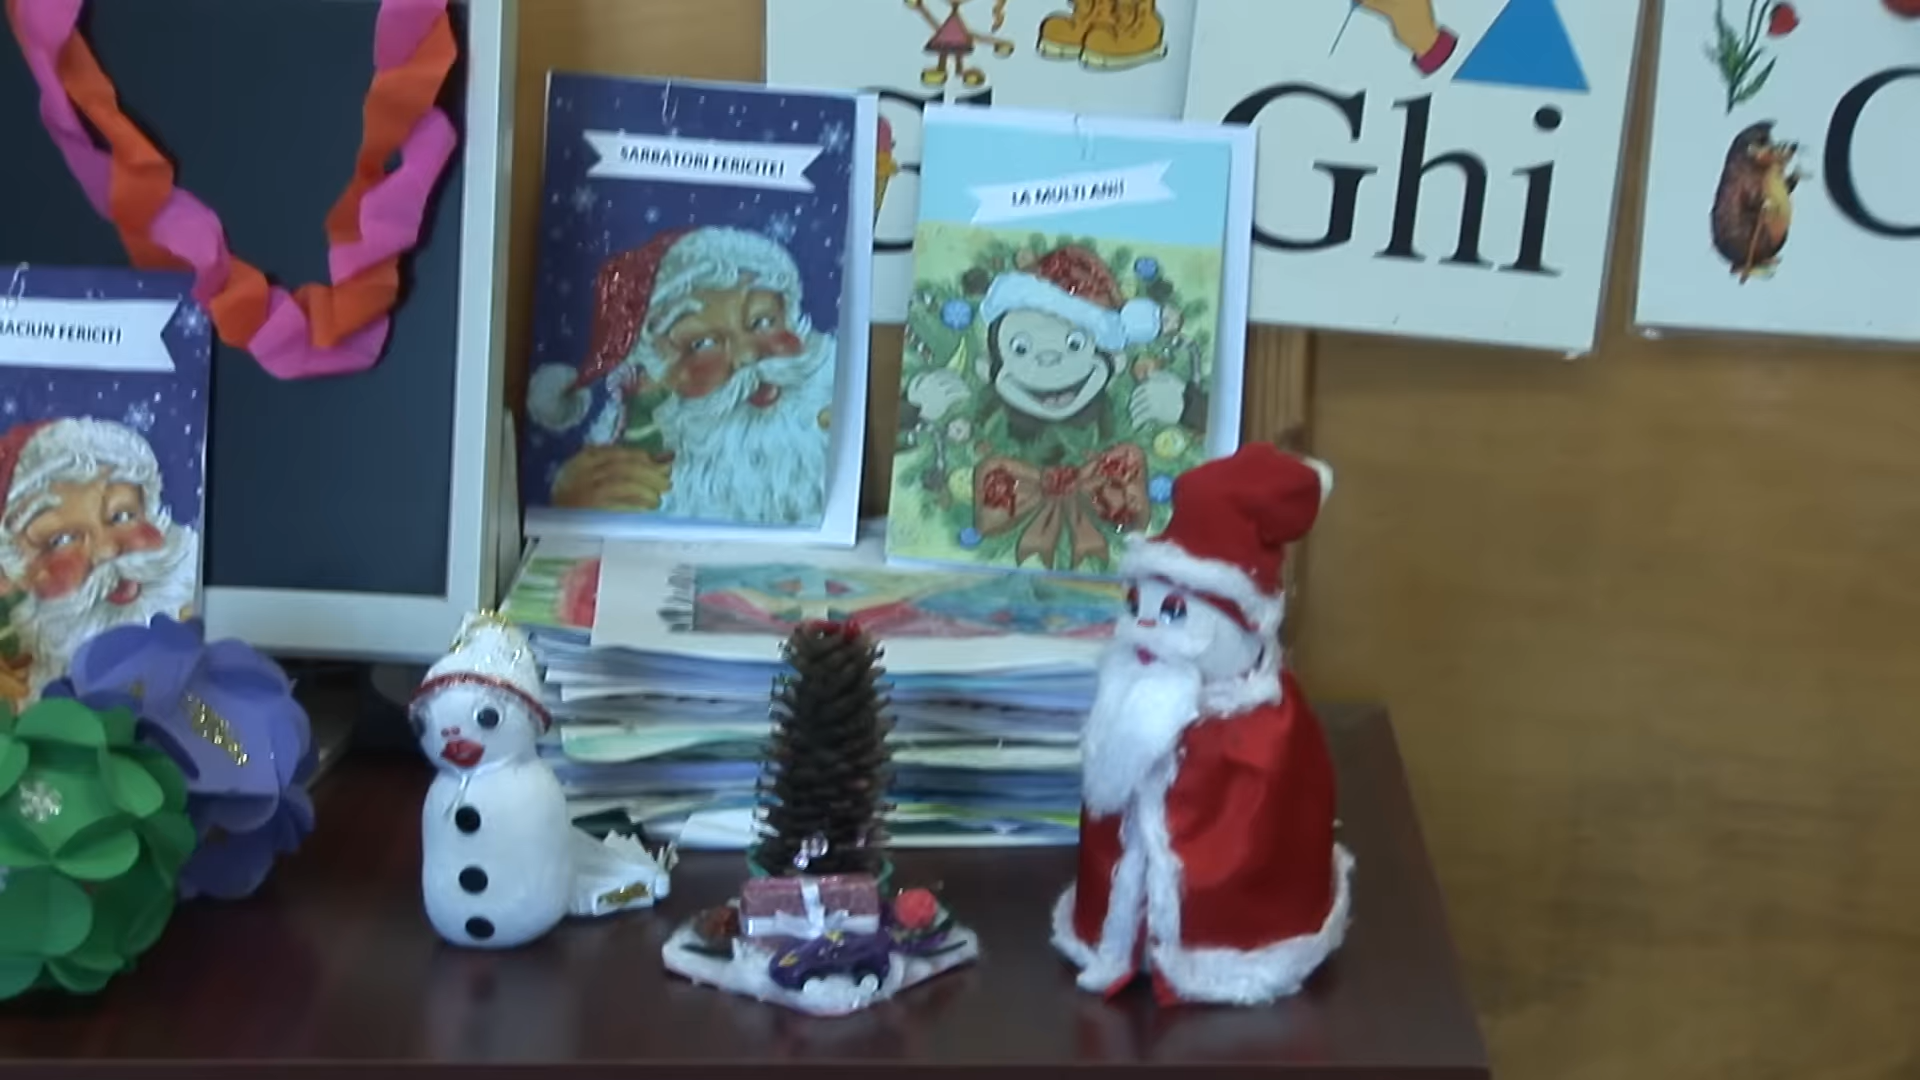 SARBATORI FERICITE!
LA MULTI ANI!
Ghi
RACIUN FERICIT!